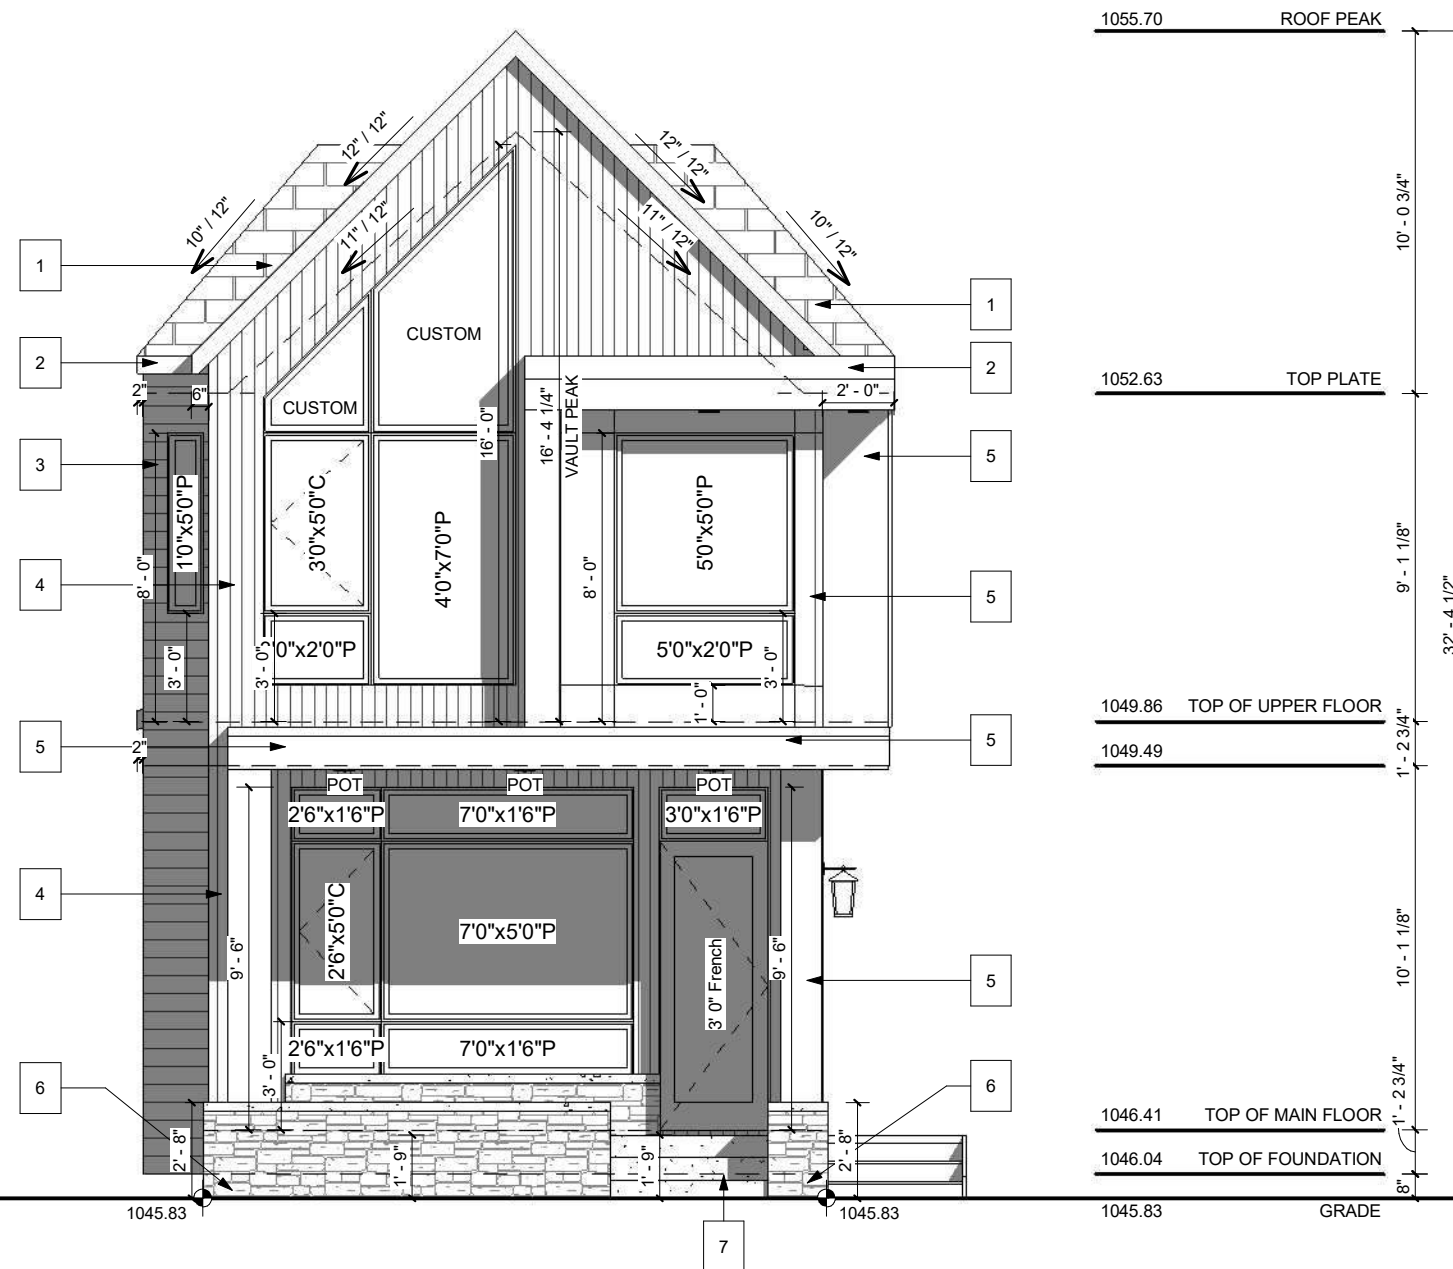 1055.70 ROOF PEAK
12" / 12"
12" / 12"
10" / 12"
11" / 12"
11" / 12"
10" / 12"
10' - 0 3/4"
1
1
CUSTOM
2
2
1052.63 TOP PLATE
2"
6"
2' - 0"
CUSTOM
16' - 0"
16' - 4 1/4"
VAULT PEAK
3
5
1'0"x5'0"P
3'0"x5'0"C
4'0"x7'0"P
5'0"x5'0"P
8' - 0"
8' - 0"
9' - 1 1/8"
4
5
32' - 4 1/2"
'0"x2'0"P
5'0"x2'0"P
3' - 0"
3' - 0"
3' - 0"
1' - 0"
1049.86 TOP OF UPPER FLOOR
1' - 2 3/4"
5
2"
5
1049.49
POT
POT
POT
2'6"x1'6"P
7'0"x1'6"P
3'0"x1'6"P
4
2'6"x5'0"C
7'0"x5'0"P
9' - 6"
3' 0" French
9' - 6"
10' - 1 1/8"
5
2'6"x1'6"P
7'0"x1'6"P
3' - 0"
6
6
1046.41 TOP OF MAIN FLOOR
1' - 2 3/4"
2' - 8"
1' - 9"
1' - 9"
2' - 8"
1046.04 TOP OF FOUNDATION
8"
1045.83
1045.83
1045.83 GRADE
7